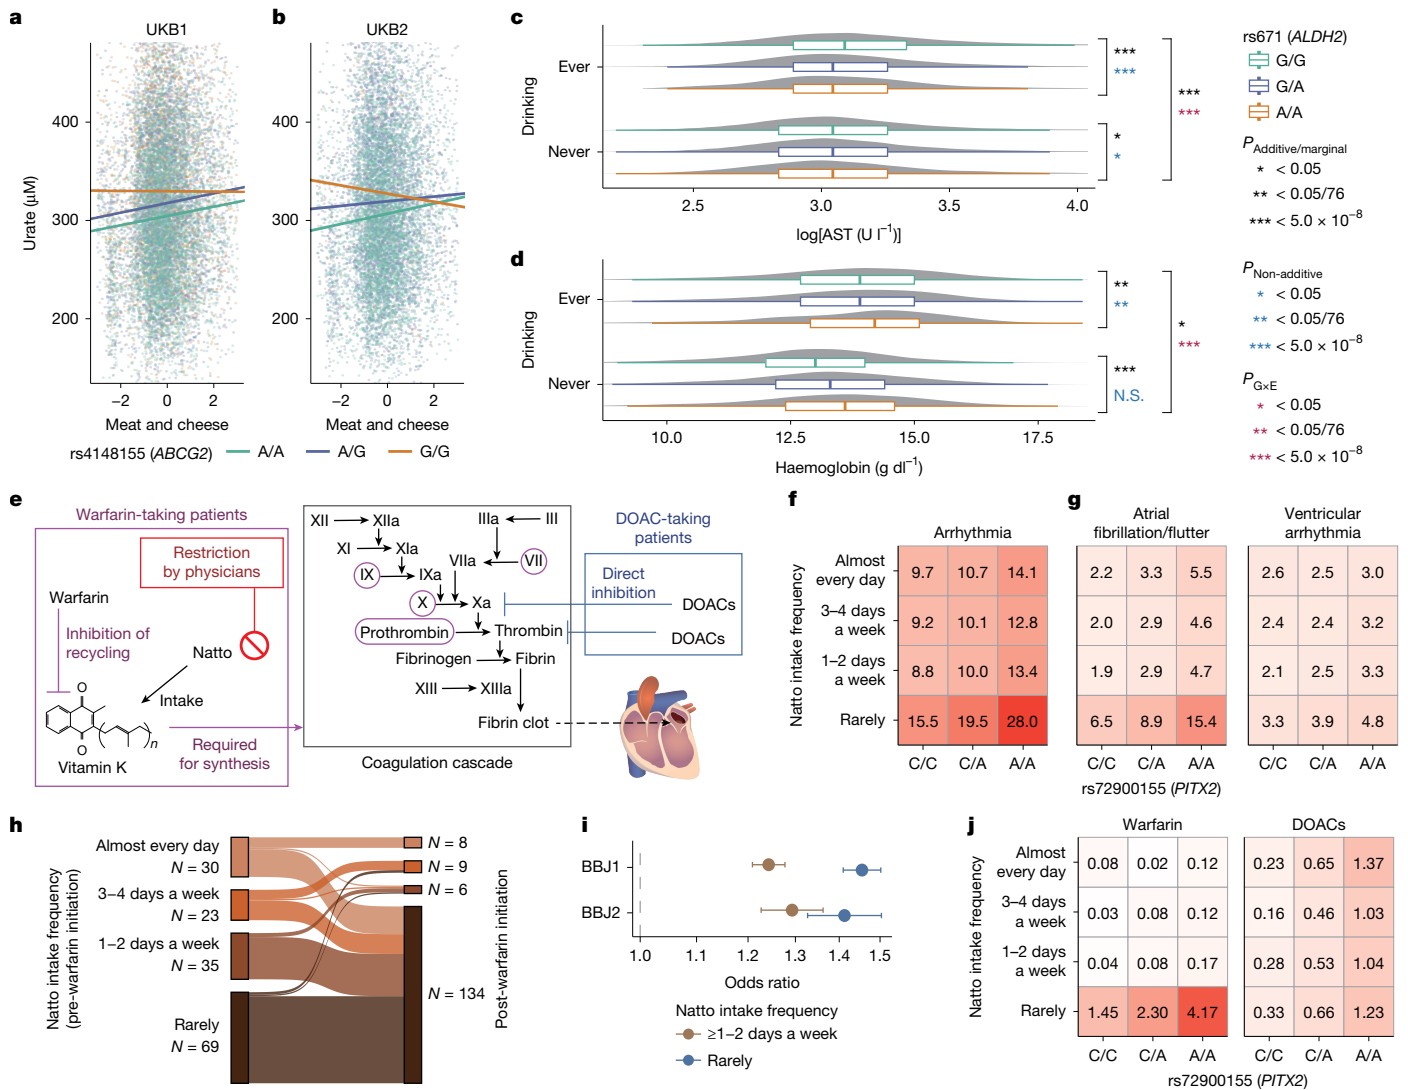 a
UKB1
Urate (μM)
400
300
200
−2
0
2
Meat and cheese
b
UKB2
400
300
200
−2
0
2
Meat and cheese
rs4148155 (ABCG2)
A/A
A/G
G/G
c
Drinking
Ever
Never
***
***
*
*
***
***
2.5
3.0
3.5
4.0
log[AST (U l⁻¹)]
d
Drinking
Ever
Never
**
**
***
N.S.
*
***
10.0
12.5
15.0
17.5
Haemoglobin (g dl⁻¹)
rs671 (ALDH2)
G/G
G/A
A/A
P Additive/marginal
* < 0.05
** < 0.05/76
*** < 5.0 × 10⁻⁸
P Non-additive
* < 0.05
** < 0.05/76
*** < 5.0 × 10⁻⁸
P G×E
* < 0.05
** < 0.05/76
*** < 5.0 × 10⁻⁸
e
Warfarin-taking patients
Restriction
by physicians
Warfarin
Inhibition of
recycling
Natto
Intake
O
O
n
Vitamin K
Required
for synthesis
XII
XIIa
IIIa
III
XI
XIa
VIIa
VII
IX
IXa
X
Xa
Prothrombin
Thrombin
Fibrinogen
Fibrin
XIII
XIIIa
Fibrin clot
Coagulation cascade
DOAC-taking
patients
Direct
inhibition
DOACs
DOACs
f
Arrhythmia
Natto intake frequency
Almost
every day
9.7 10.7 14.1
3–4 days
a week
9.2 10.1 12.8
1–2 days
a week
8.8 10.0 13.4
Rarely
15.5 19.5 28.0
C/C C/A A/A
g
Atrial
fibrillation/flutter
2.2 3.3 5.5
2.0 2.9 4.6
1.9 2.9 4.7
6.5 8.9 15.4
C/C C/A A/A
Ventricular
arrhythmia
2.6 2.5 3.0
2.4 2.4 3.2
2.1 2.5 3.3
3.3 3.9 4.8
C/C C/A A/A
rs72900155 (PITX2)
h
Natto intake frequency
(pre-warfarin initiation)
Almost every day
N = 30
3–4 days a week
N = 23
1–2 days a week
N = 35
Rarely
N = 69
N = 8
N = 9
N = 6
N = 134
Post-warfarin initiation
i
BBJ1
BBJ2
1.0
1.1
1.2
1.3
1.4
1.5
Odds ratio
Natto intake frequency
≥1–2 days a week
Rarely
j
Natto intake frequency
Warfarin
Almost
every day
0.08 0.02 0.12
3–4 days
a week
0.03 0.08 0.12
1–2 days
a week
0.04 0.08 0.17
Rarely
1.45 2.30 4.17
C/C C/A A/A
DOACs
0.23 0.65 1.37
0.16 0.46 1.03
0.28 0.53 1.04
0.33 0.66 1.23
C/C C/A A/A
rs72900155 (PITX2)